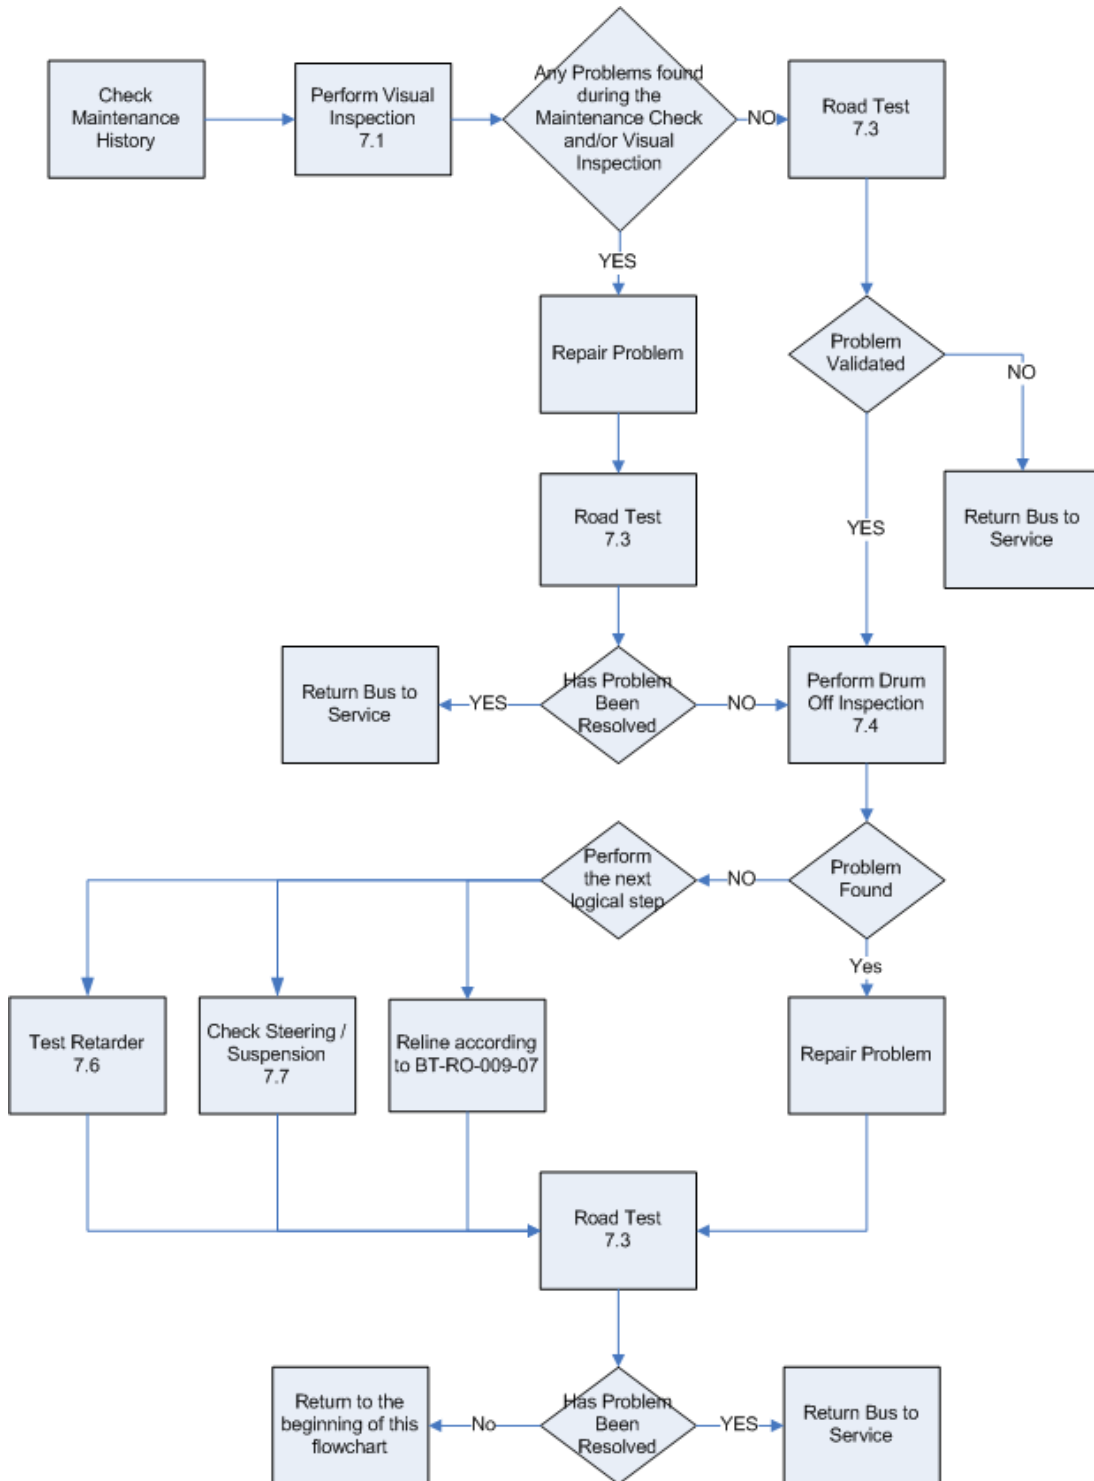 Check
Maintenance
History
Perform Visual
Inspection
7.1
Any Problems found
during the
Maintenance Check
and/or Visual
Inspection
NO
Road Test
7.3
YES
Repair Problem
Problem
Validated
NO
Road Test
7.3
YES
Return Bus to
Service
Return Bus to
Service
YES
Has Problem
Been
Resolved
NO
Perform Drum
Off Inspection
7.4
Perform
the next
logical step
NO
Problem
Found
Yes
Test Retarder
7.6
Check Steering /
Suspension
7.7
Reline according
to BT-RO-009-07
Repair Problem
Road Test
7.3
Return to the
beginning of this
flowchart
No
Has Problem
Been
Resolved
YES
Return Bus to
Service